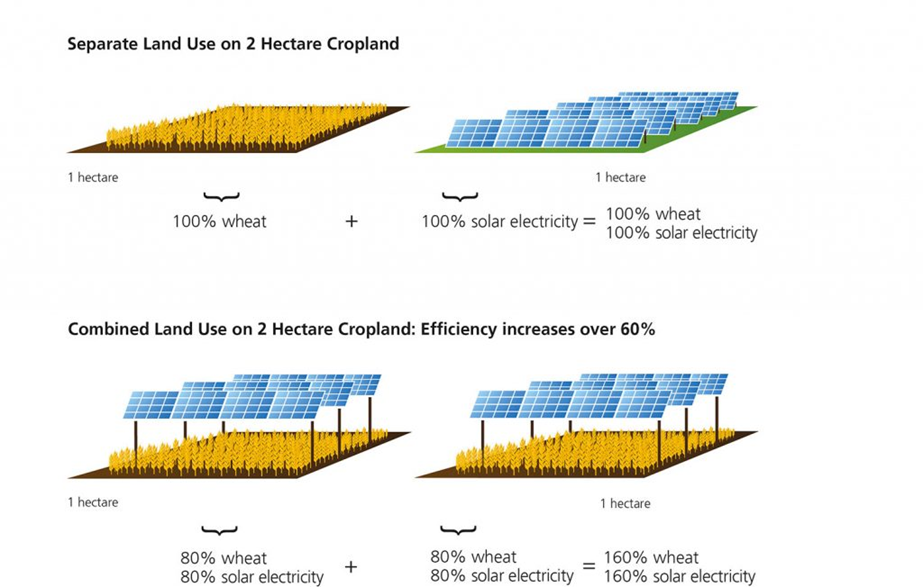 Separate Land Use on 2 Hectare Cropland
1 hectare
1 hectare
100% wheat
+
100% solar electricity =
100% wheat
100% solar electricity
Combined Land Use on 2 Hectare Cropland: Efficiency increases over 60%
1 hectare
1 hectare
80% wheat
80% solar electricity
+
80% wheat
80% solar electricity
=
160% wheat
160% solar electricity